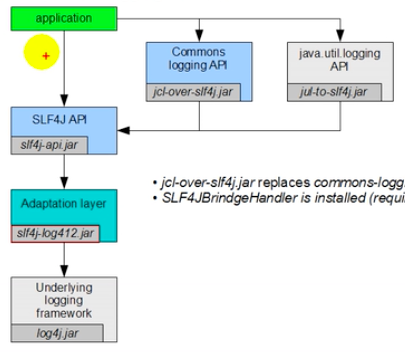 application
Commons
logging API
jcl-over-slf4j.jar
java.util.logging
API
jul-to-slf4j.jar
SLF4J API
slf4j-api.jar
• jcl-over-slf4j.jar replaces commons-logg
• SLF4JBrindgeHandler is installed (requi
Adaptation layer
slf4j-log412.jar
Underlying
logging
framework
log4j.jar